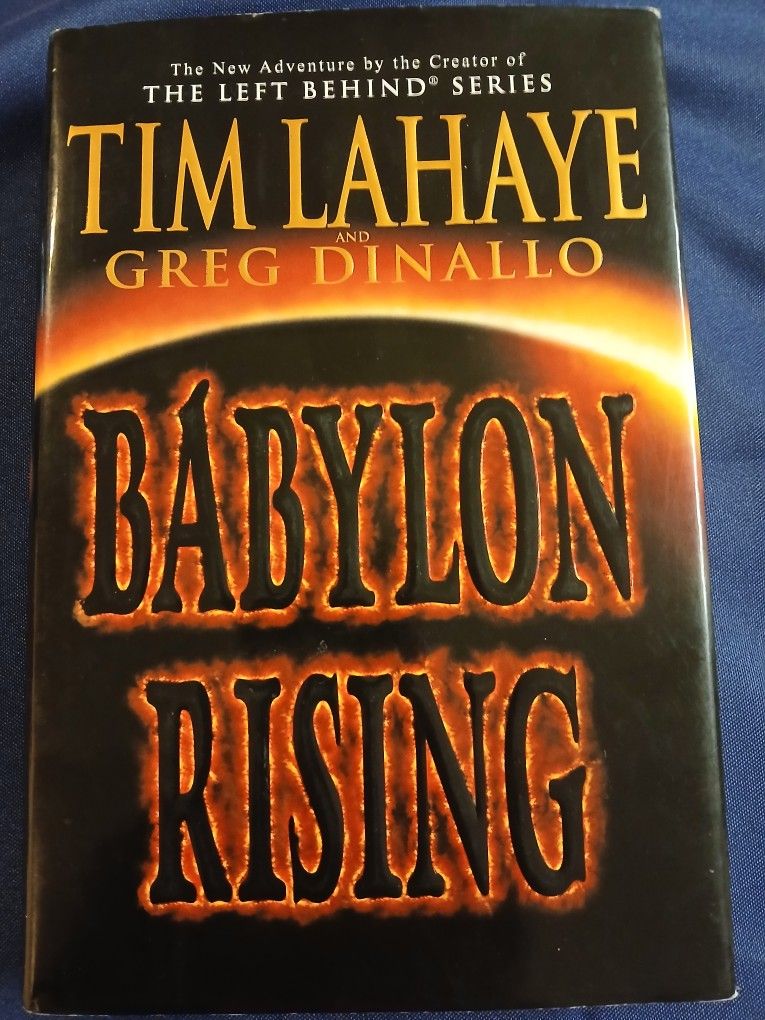 The New Adventure by the Creator of
THE LEFT BEHIND® SERIES
TIM LAHAYE
AND
GREG DINALLO
BABYLON
RISING